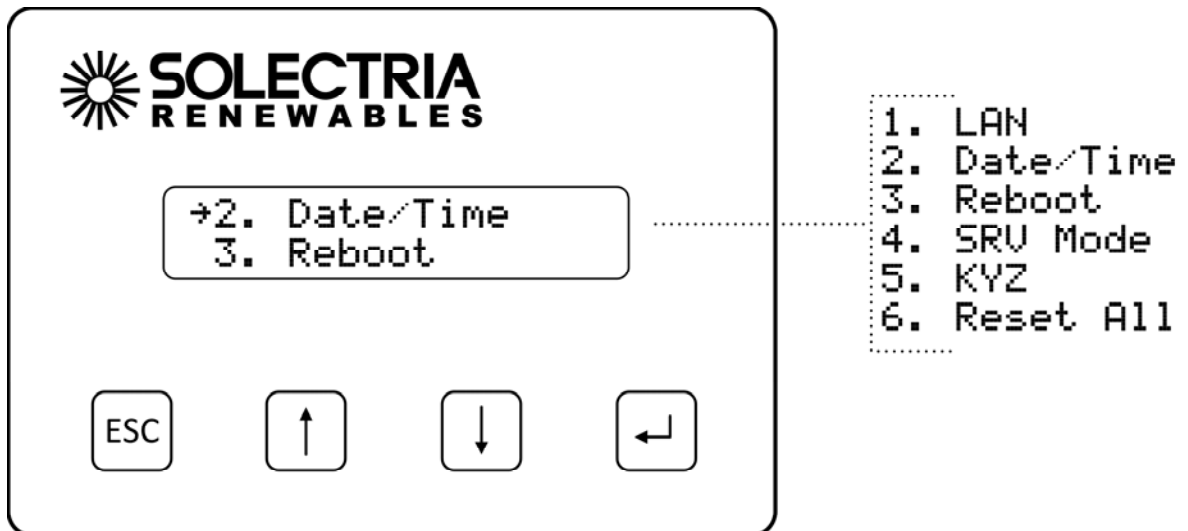 SOLECTRIA
RENEWABLES
→2. Date/Time
3. Reboot
ESC
↑
↓
↵
1. LAN
2. Date/Time
3. Reboot
4. SRV Mode
5. KYZ
6. Reset All